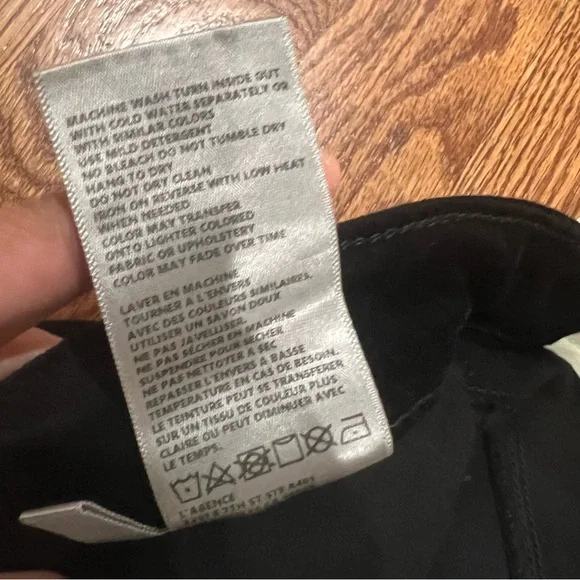 MACHINE WASH TURN INSIDE OUT
WITH COLD WATER SEPARATELY OR
WITH SIMILAR COLORS
USE MILD DETERGENT
NO BLEACH DO NOT TUMBLE DRY
HANG TO DRY
DO NOT DRY CLEAN
IRON ON REVERSE WITH LOW HEAT
WHEN NEEDED
COLOR MAY TRANSFER
ONTO LIGHTER COLORED
FABRIC OR UPHOLSTERY
COLOR MAY FADE OVER TIME
LAVER EN MACHINE
TOURNER A L'ENVERS
AVEC DES COULEURS SIMILAIRES,
UTILISER UN SAVON DOUX
NE PAS JAVELLISER.
NE PAS SÉCHER EN MACHINE
SUSPENDRE POUR SÉCHER
NE PAS NETTOYER A SEC
REPASSER L'ENVERS À BASSE
TEMPERATURE EN CAS DE BESOIN.
LE TEINTURE PEUT SE TRANSFERER
SUR UN TISSU DE COULEUR PLUS
CLAIRE OU PEUT DIMINUER AVEC
LE TEMPS.
L'AGENCE
ST STE